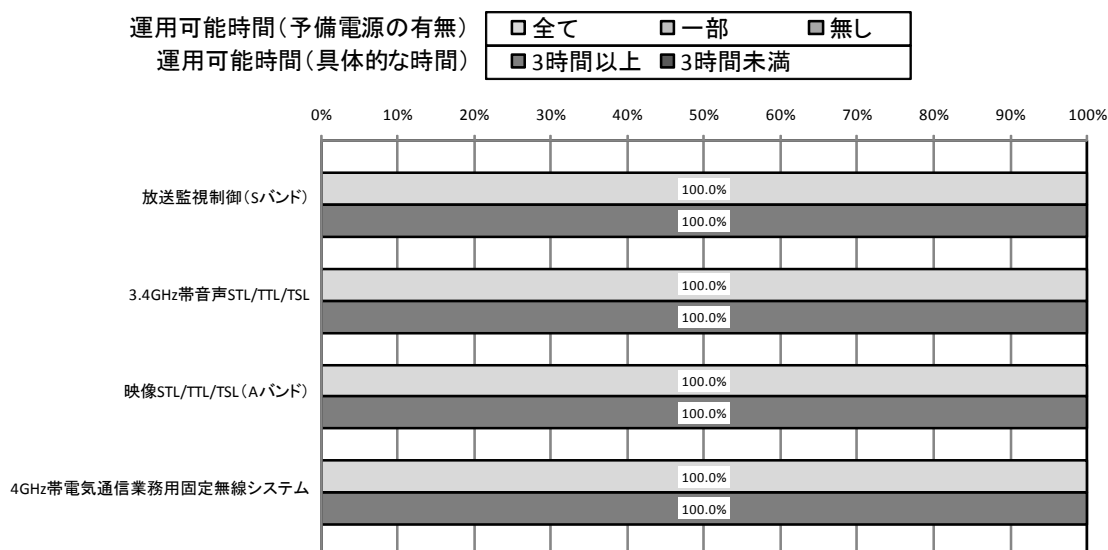 運用可能時間(予備電源の有無) 全て 一部 無し
運用可能時間(具体的な時間) 3時間以上 3時間未満
0% 10% 20% 30% 40% 50% 60% 70% 80% 90% 100%
放送監視制御(Sバンド)
100.0%
100.0%
3.4GHz帯音声STL/TTL/TSL
100.0%
100.0%
映像STL/TTL/TSL(Aバンド)
100.0%
100.0%
4GHz帯電気通信業務用固定無線システム
100.0%
100.0%